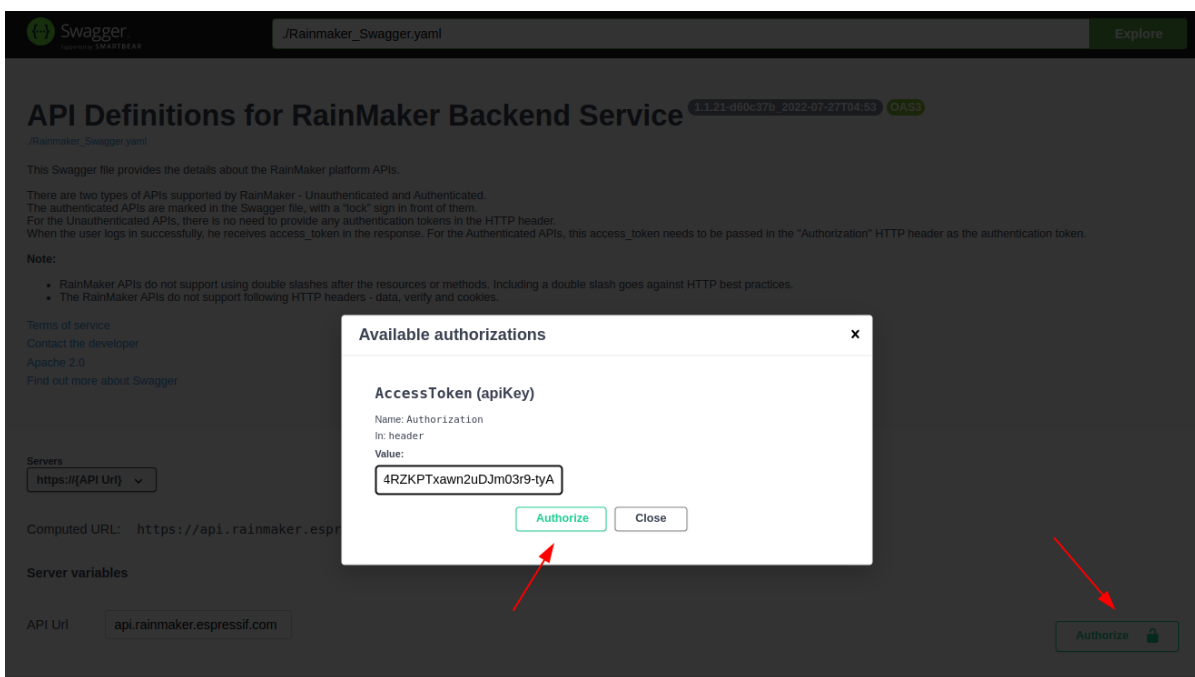 Swagger.
Supported by SMARTBEAR
./Rainmaker_Swagger.yaml
Explore
API Definitions for RainMaker Backend Service 1.1.21-d60c37b_2022-07-27T04:53 OAS3
./Rainmaker_Swagger.yaml
This Swagger file provides the details about the RainMaker platform APIs.
There are two types of APIs supported by RainMaker - Unauthenticated and Authenticated.
The authenticated APIs are marked in the Swagger file, with a "lock" sign in front of them.
For the Unauthenticated APIs, there is no need to provide any authentication tokens in the HTTP header.
When the user logs in successfully, he receives access_token in the response. For the Authenticated APIs, this access_token needs to be passed in the "Authorization" HTTP header as the authentication token.
Note:
RainMaker APIs do not support using double slashes after the resources or methods. Including a double slash goes against HTTP best practices.
The RainMaker APIs do not support following HTTP headers - data, verify and cookies.
Terms of service
Contact the developer
Apache 2.0
Find out more about Swagger
Available authorizations
x
AccessToken (apiKey)
Name: Authorization
In: header
Value:
4RZKPTxawn2uDJm03r9-tyA
Authorize
Close
Servers
https://{API Url}
Computed URL: https://api.rainmaker.espr
Server variables
API Url
api.rainmaker.espressif.com
Authorize